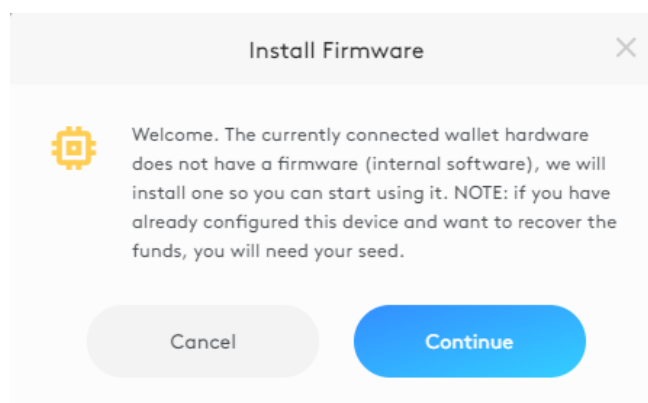 Install Firmware
Welcome. The currently connected wallet hardware
does not have a firmware (internal software), we will
install one so you can start using it. NOTE: if you have
already configured this device and want to recover the
funds, you will need your seed.
Cancel
Continue